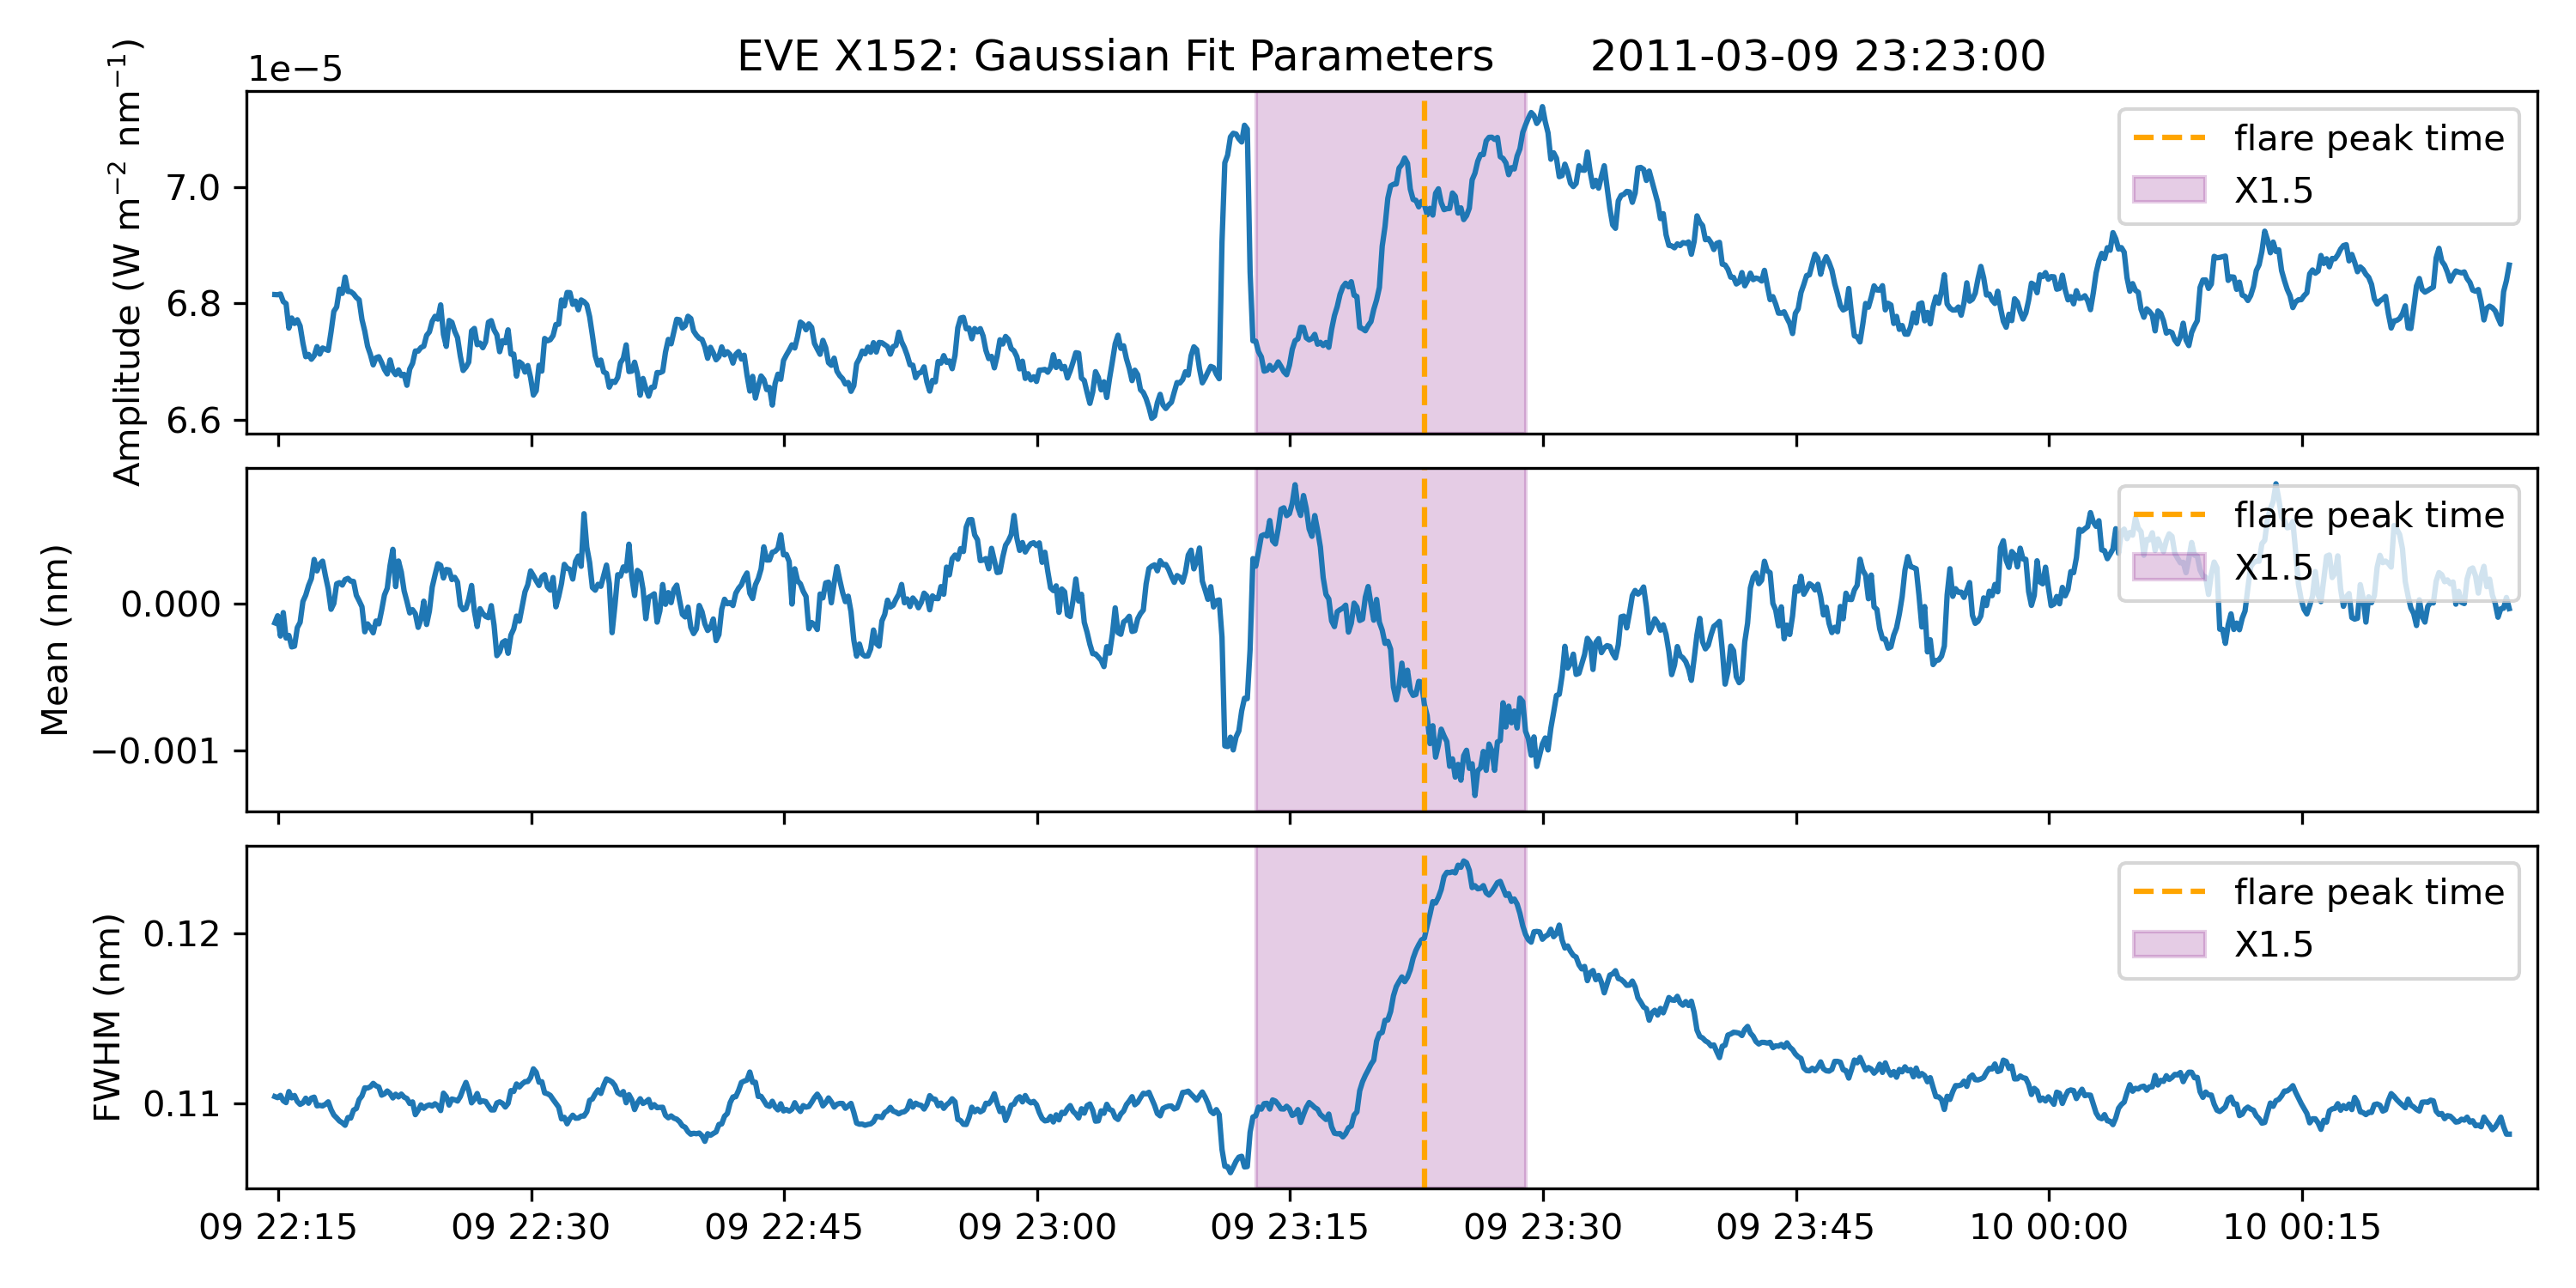 EVE X152: Gaussian Fit Parameters 2011-03-09 23:23:00
1e−5
Amplitude (W m⁻² nm⁻¹)
7.0
6.8
6.6
flare peak time
X1.5
Mean (nm)
0.000
−0.001
flare peak time
X1.5
FWHM (nm)
0.12
0.11
flare peak time
X1.5
09 22:15 09 22:30 09 22:45 09 23:00 09 23:15 09 23:30 09 23:45 10 00:00 10 00:15